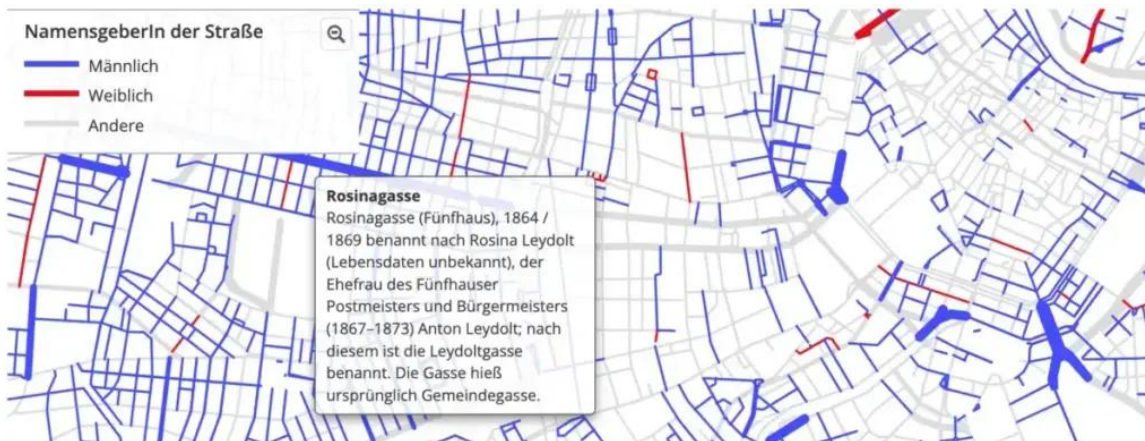 NamensgeberIn der Straße
Männlich
Weiblich
Andere
Rosinagasse
Rosinagasse (Fünfhaus), 1864 /
1869 benannt nach Rosina Leydolt
(Lebensdaten unbekannt), der
Ehefrau des Fünfhauser
Postmeisters und Bürgermeisters
(1867–1873) Anton Leydolt; nach
diesem ist die Leydoltgasse
benannt. Die Gasse hieß
ursprünglich Gemeindegasse.